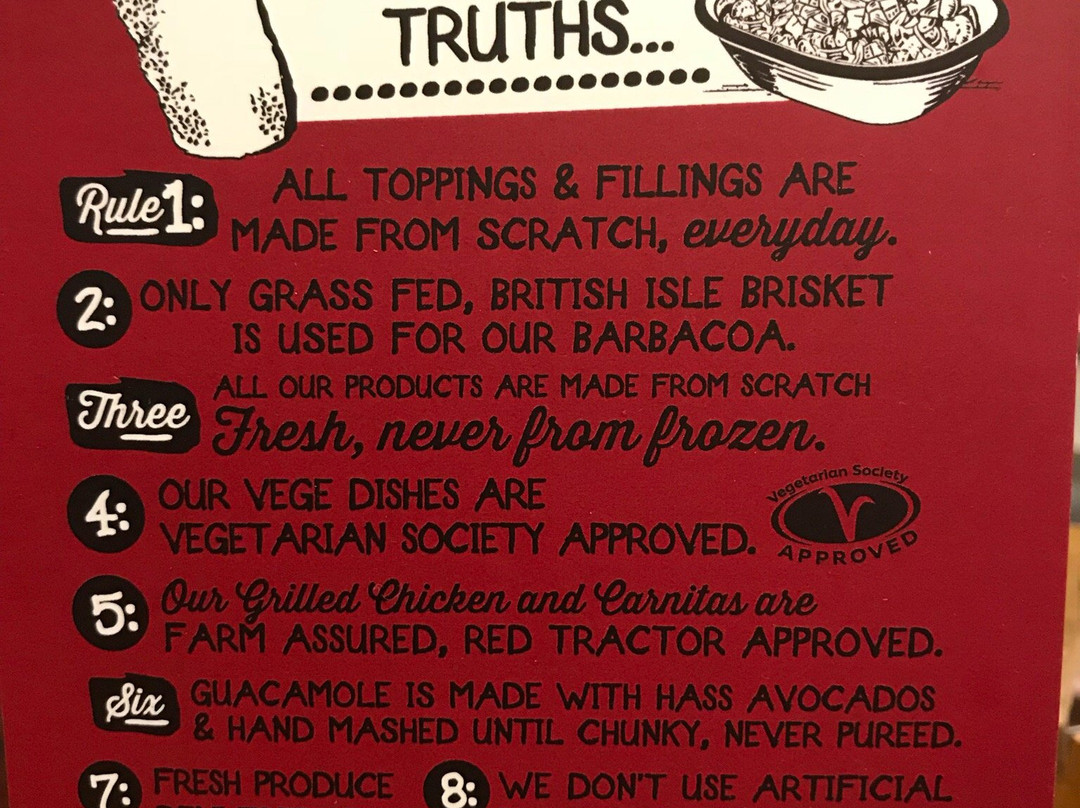 TRUTHS...
Rule 1: ALL TOPPINGS & FILLINGS ARE
MADE FROM SCRATCH, everyday.
2: ONLY GRASS FED, BRITISH ISLE BRISKET
IS USED FOR OUR BARBACOA.
Three ALL OUR PRODUCTS ARE MADE FROM SCRATCH
Fresh, never from frozen.
4: OUR VEGE DISHES ARE
VEGETARIAN SOCIETY APPROVED.
Vegetarian Society
V
APPROVED
5: Our Grilled Chicken and Carnitas are
FARM ASSURED, RED TRACTOR APPROVED.
Six GUACAMOLE IS MADE WITH HASS AVOCADOS
& HAND MASHED UNTIL CHUNKY, NEVER PUREED.
7: FRESH PRODUCE
8: WE DON'T USE ARTIFICIAL